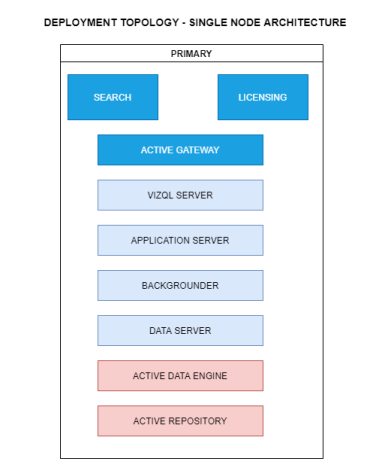 DEPLOYMENT TOPOLOGY - SINGLE NODE ARCHITECTURE
PRIMARY
SEARCH
LICENSING
ACTIVE GATEWAY
VIZQL SERVER
APPLICATION SERVER
BACKGROUNDER
DATA SERVER
ACTIVE DATA ENGINE
ACTIVE REPOSITORY